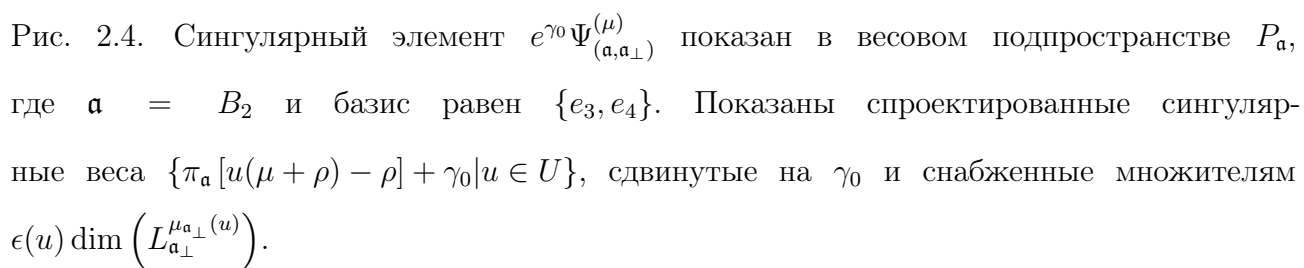 Рис. 2.4. Сингулярный элемент $e^{\gamma_0}\Psi^{(\mu)}_{(\mathfrak{a},\mathfrak{a}_\perp)}$ показан в весовом подпространстве $P_{\mathfrak{a}}$,
где $\mathfrak{a} = B_2$ и базис равен $\{e_3, e_4\}$. Показаны спроектированные сингуляр-
ные веса $\{\pi_{\mathfrak{a}}[u(\mu + \rho) - \rho] + \gamma_0 | u \in U\}$, сдвинутые на $\gamma_0$ и снабженные множителям
$\epsilon(u) \dim\left(L^{\mu_{\mathfrak{a}_\perp}(u)}_{\mathfrak{a}_\perp}\right)$.